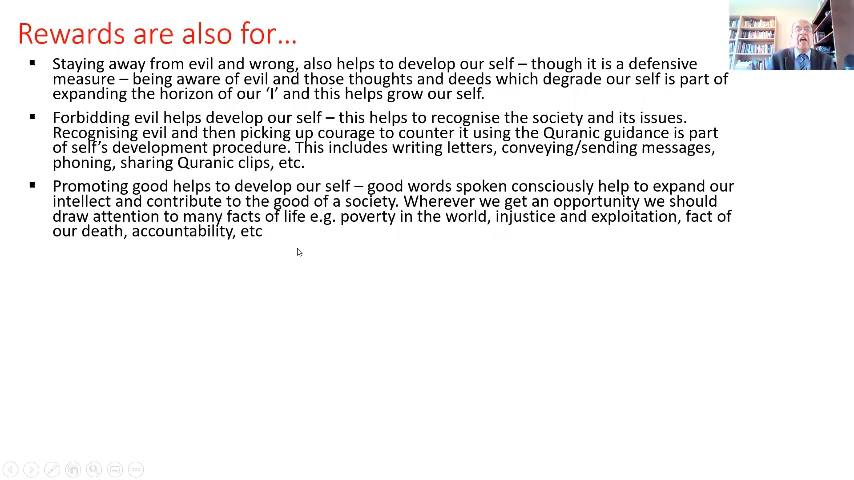 Rewards are also for...
▪ Staying away from evil and wrong, also helps to develop our self – though it is a defensive
measure – being aware of evil and those thoughts and deeds which degrade our self is part of
expanding the horizon of our ‘I’ and this helps grow our self.
▪ Forbidding evil helps develop our self – this helps to recognise the society and its issues.
Recognising evil and then picking up courage to counter it using the Quranic guidance is part
of self’s development procedure. This includes writing letters, conveying/sending messages,
phoning, sharing Quranic clips, etc.
▪ Promoting good helps to develop our self – good words spoken consciously help to expand our
intellect and contribute to the good of a society. Wherever we get an opportunity we should
draw attention to many facts of life e.g. poverty in the world, injustice and exploitation, fact of
our death, accountability, etc